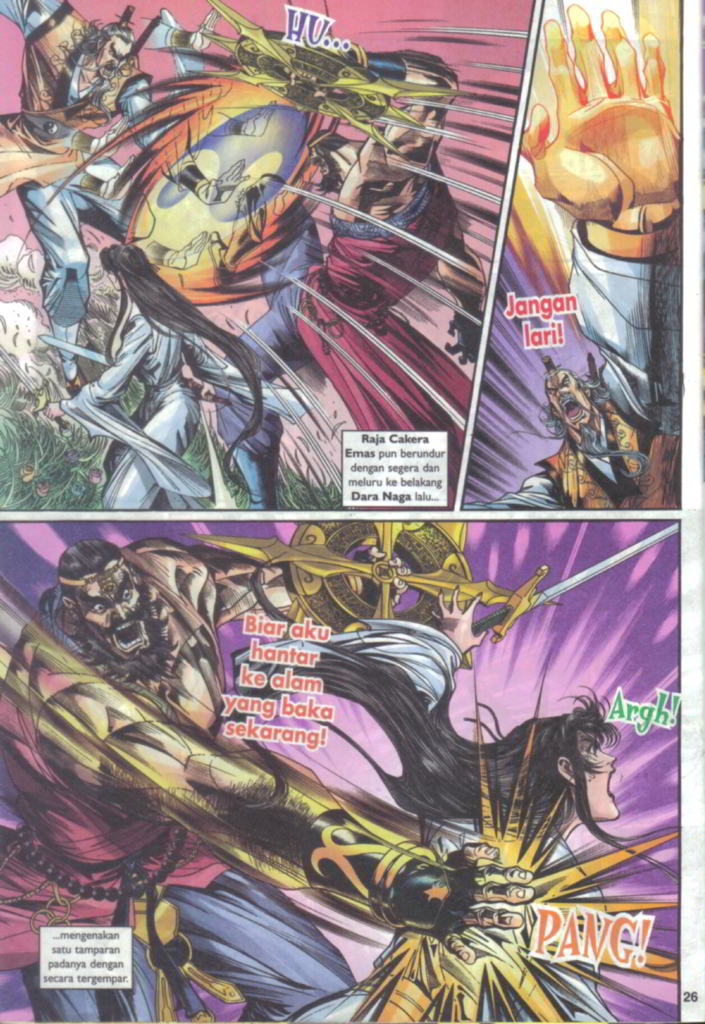 HU...
Jangan
lari!
Raja Cakera
Emas pun berundur
dengan segera dan
meluru ke belakang
Dara Naga lalu...
Biar aku
hantar
ke alam
yang baka
sekarang!
Argh!
...mengenakan
satu tamparan
padanya dengan
secara tergempar.
PANG!
26